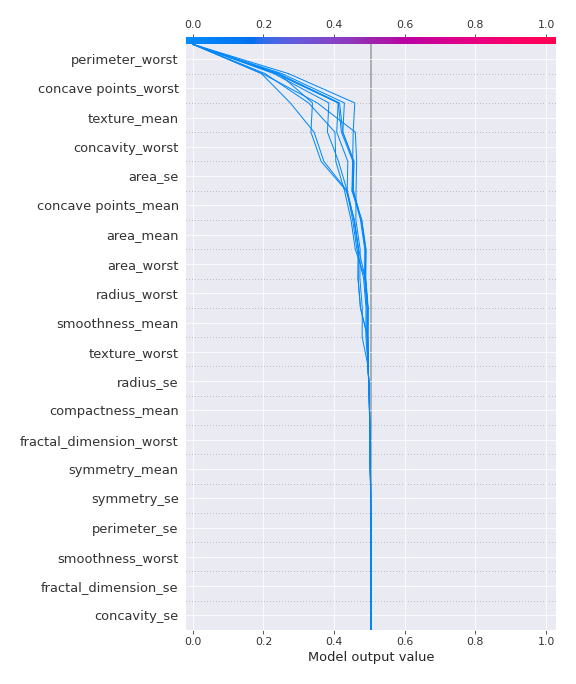 0.0 0.2 0.4 0.6 0.8 1.0
perimeter_worst
concave points_worst
texture_mean
concavity_worst
area_se
concave points_mean
area_mean
area_worst
radius_worst
smoothness_mean
texture_worst
radius_se
compactness_mean
fractal_dimension_worst
symmetry_mean
symmetry_se
perimeter_se
smoothness_worst
fractal_dimension_se
concavity_se
0.0 0.2 0.4 0.6 0.8 1.0
Model output value